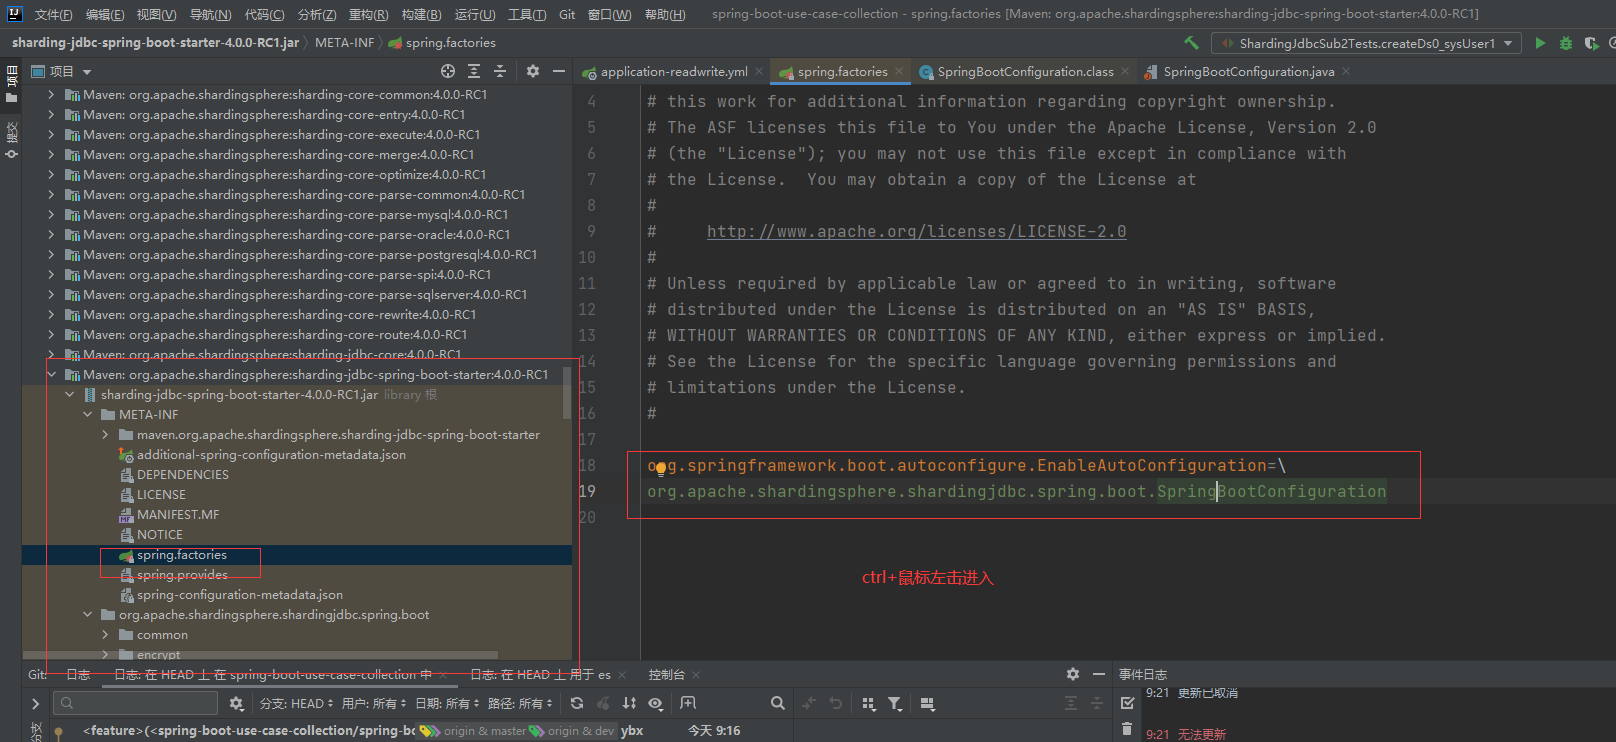 文件(F) 编辑(E) 视图(V) 导航(N) 代码(C) 分析(Z) 重构(R) 构建(B) 运行(U) 工具(T) Git 窗口(W) 帮助(H) spring-boot-use-case-collection - spring.factories [Maven: org.apache.shardingsphere:sharding-jdbc-spring-boot-starter:4.0.0-RC1]
sharding-jdbc-spring-boot-starter-4.0.0-RC1.jar META-INF spring.factories ShardingJdbcSub2Tests.createDs0_sysUser1
项目
提交
项目
application-readwrite.yml spring.factories SpringBootConfiguration.class SpringBootConfiguration.java
Maven: org.apache.shardingsphere:sharding-core-common:4.0.0-RC1
Maven: org.apache.shardingsphere:sharding-core-entry:4.0.0-RC1
Maven: org.apache.shardingsphere:sharding-core-execute:4.0.0-RC1
Maven: org.apache.shardingsphere:sharding-core-merge:4.0.0-RC1
Maven: org.apache.shardingsphere:sharding-core-optimize:4.0.0-RC1
Maven: org.apache.shardingsphere:sharding-core-parse-common:4.0.0-RC1
Maven: org.apache.shardingsphere:sharding-core-parse-mysql:4.0.0-RC1
Maven: org.apache.shardingsphere:sharding-core-parse-oracle:4.0.0-RC1
Maven: org.apache.shardingsphere:sharding-core-parse-postgresql:4.0.0-RC1
Maven: org.apache.shardingsphere:sharding-core-parse-spi:4.0.0-RC1
Maven: org.apache.shardingsphere:sharding-core-parse-sqlserver:4.0.0-RC1
Maven: org.apache.shardingsphere:sharding-core-rewrite:4.0.0-RC1
Maven: org.apache.shardingsphere:sharding-core-route:4.0.0-RC1
Maven: org.apache.shardingsphere:sharding-jdbc-core:4.0.0-RC1
Maven: org.apache.shardingsphere:sharding-jdbc-spring-boot-starter:4.0.0-RC1
sharding-jdbc-spring-boot-starter-4.0.0-RC1.jar library 根
META-INF
maven.org.apache.shardingsphere.sharding-jdbc-spring-boot-starter
additional-spring-configuration-metadata.json
DEPENDENCIES
LICENSE
MANIFEST.MF
NOTICE
spring.factories
spring.provides
spring-configuration-metadata.json
org.apache.shardingsphere.shardingjdbc.spring.boot
common
encrypt
4 # this work for additional information regarding copyright ownership.
5 # The ASF licenses this file to You under the Apache License, Version 2.0
6 # (the "License"); you may not use this file except in compliance with
7 # the License.  You may obtain a copy of the License at
8 #
9 #     http://www.apache.org/licenses/LICENSE-2.0
10 #
11 # Unless required by applicable law or agreed to in writing, software
12 # distributed under the License is distributed on an "AS IS" BASIS,
13 # WITHOUT WARRANTIES OR CONDITIONS OF ANY KIND, either express or implied.
14 # See the License for the specific language governing permissions and
15 # limitations under the License.
16 #
17
18 org.springframework.boot.autoconfigure.EnableAutoConfiguration=\
19 org.apache.shardingsphere.shardingjdbc.spring.boot.SpringBootConfiguration
20
ctrl+鼠标左击进入
Git: 日志 日志: 在 HEAD 上 在 spring-boot-use-case-collection 中 日志: 在 HEAD 上 用于 es 控制台 事件日志
分支: HEAD 用户: 所有 日期: 所有 路径: 所有
<feature>(<spring-boot-use-case-collection/spring-bo origin & master origin & dev ybx 今天 9:16
9:21 更新已取消
9:21 无法更新